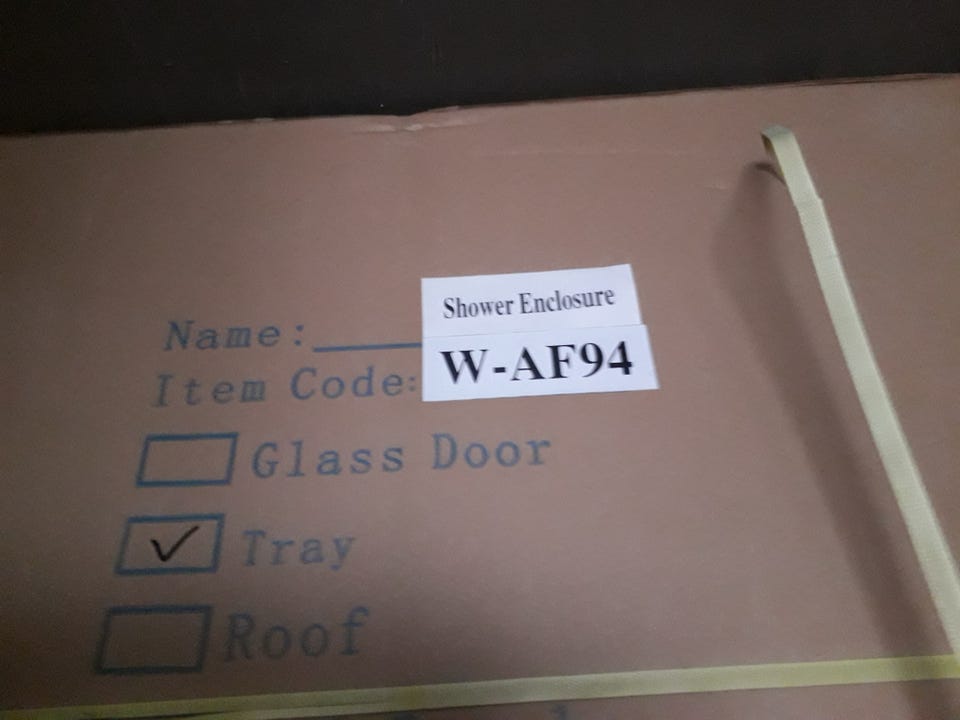 Name: Shower Enclosure
Item Code: W-AF94
Glass Door
✓ Tray
Roof